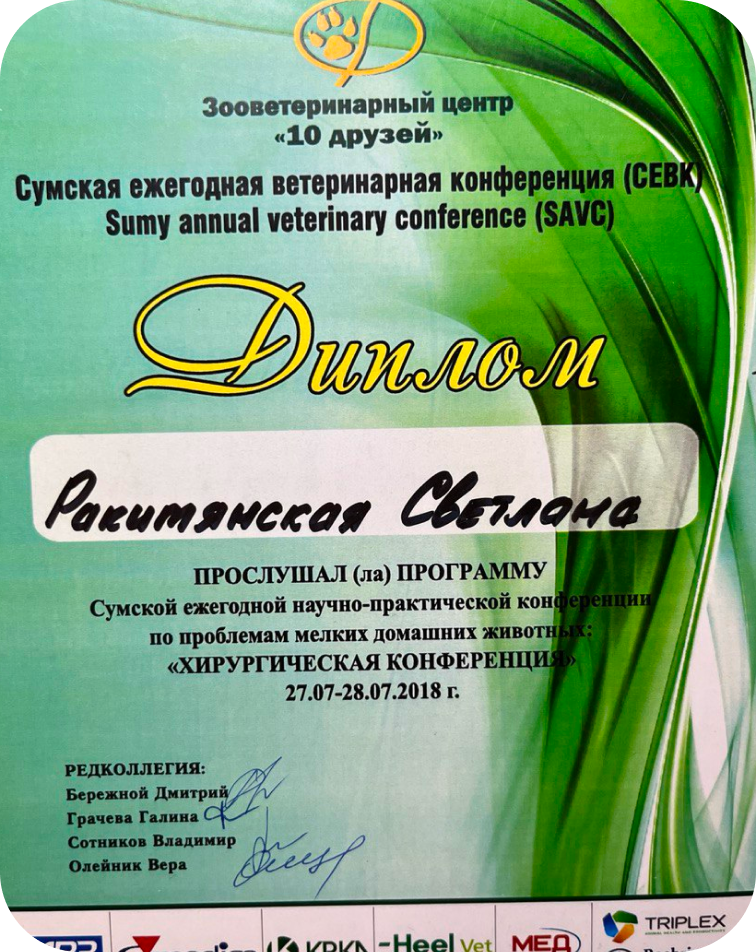 Зооветеринарный центр
«10 друзей»
Сумская ежегодная ветеринарная конференция (СЕВК)
Sumy annual veterinary conference (SAVC)
Диплом
Ракитянская Светлана
ПРОСЛУШАЛ (ла) ПРОГРАММУ
Сумской ежегодной научно-практической конференции
по проблемам мелких домашних животных:
«ХИРУРГИЧЕСКАЯ КОНФЕРЕНЦИЯ»
27.07-28.07.2018 г.
РЕДКОЛЛЕГИЯ:
Бережной Дмитрий
Грачева Галина
Сотников Владимир
Олейник Вера
KRKA -Heel Vet МЕД TRIPLEX